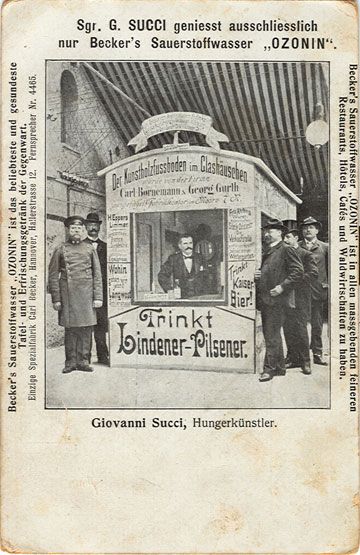 Sgr. G. SUCCI geniesst ausschliesslich
nur Becker's Sauerstoffwasser „OZONIN“.
Becker's Sauerstoffwasser „OZONIN“ ist das beliebteste und gesundeste
Tafel- und Erfrischungsgetränk der Gegenwart.
Einzige Spezialfabrik Carl Becker, Hannover, Hallerstrasse 12. Fernsprecher Nr. 4465.
Der Kunstholzfussboden im Glashäuschen
Carl Bornemann & Georg Gurth
Trinkt
Kaiser
Bier!
Trinkt
Lindener-Pilsener.
Becker's Sauerstoffwasser „OZONIN“ ist in allen massgebenden feineren
Restaurants, Hôtels, Cafés und Waldwirtschaften zu haben.
Giovanni Succi, Hungerkünstler.